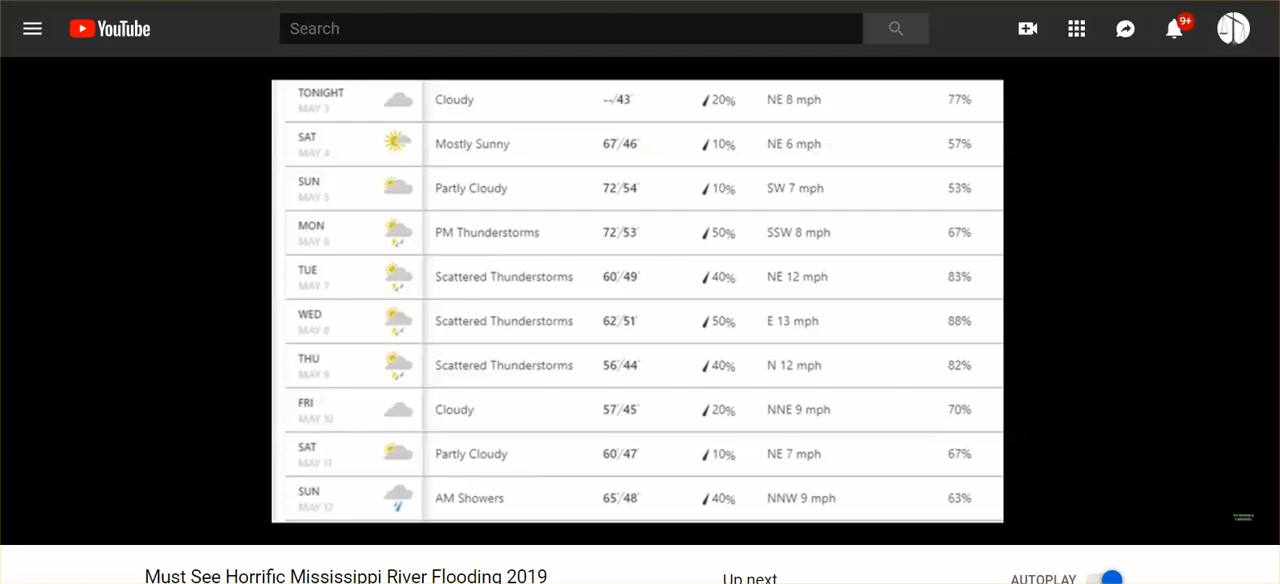 YouTube
Search
9+
TONIGHT Cloudy --/43° 20% NE 8 mph 77%
MAY 3
SAT Mostly Sunny 67°/46° 10% NE 6 mph 57%
MAY 4
SUN Partly Cloudy 72°/54° 10% SW 7 mph 53%
MAY 5
MON PM Thunderstorms 72°/53° 50% SSW 8 mph 67%
MAY 6
TUE Scattered Thunderstorms 60°/49° 40% NE 12 mph 83%
MAY 7
WED Scattered Thunderstorms 62°/51° 50% E 13 mph 88%
MAY 8
THU Scattered Thunderstorms 56°/44° 40% N 12 mph 82%
MAY 9
FRI Cloudy 57°/45° 20% NNE 9 mph 70%
MAY 10
SAT Partly Cloudy 60°/47° 10% NE 7 mph 67%
MAY 11
SUN AM Showers 65°/48° 40% NNW 9 mph 63%
MAY 12
Must See Horrific Mississippi River Flooding 2019
Up next
AUTOPLAY